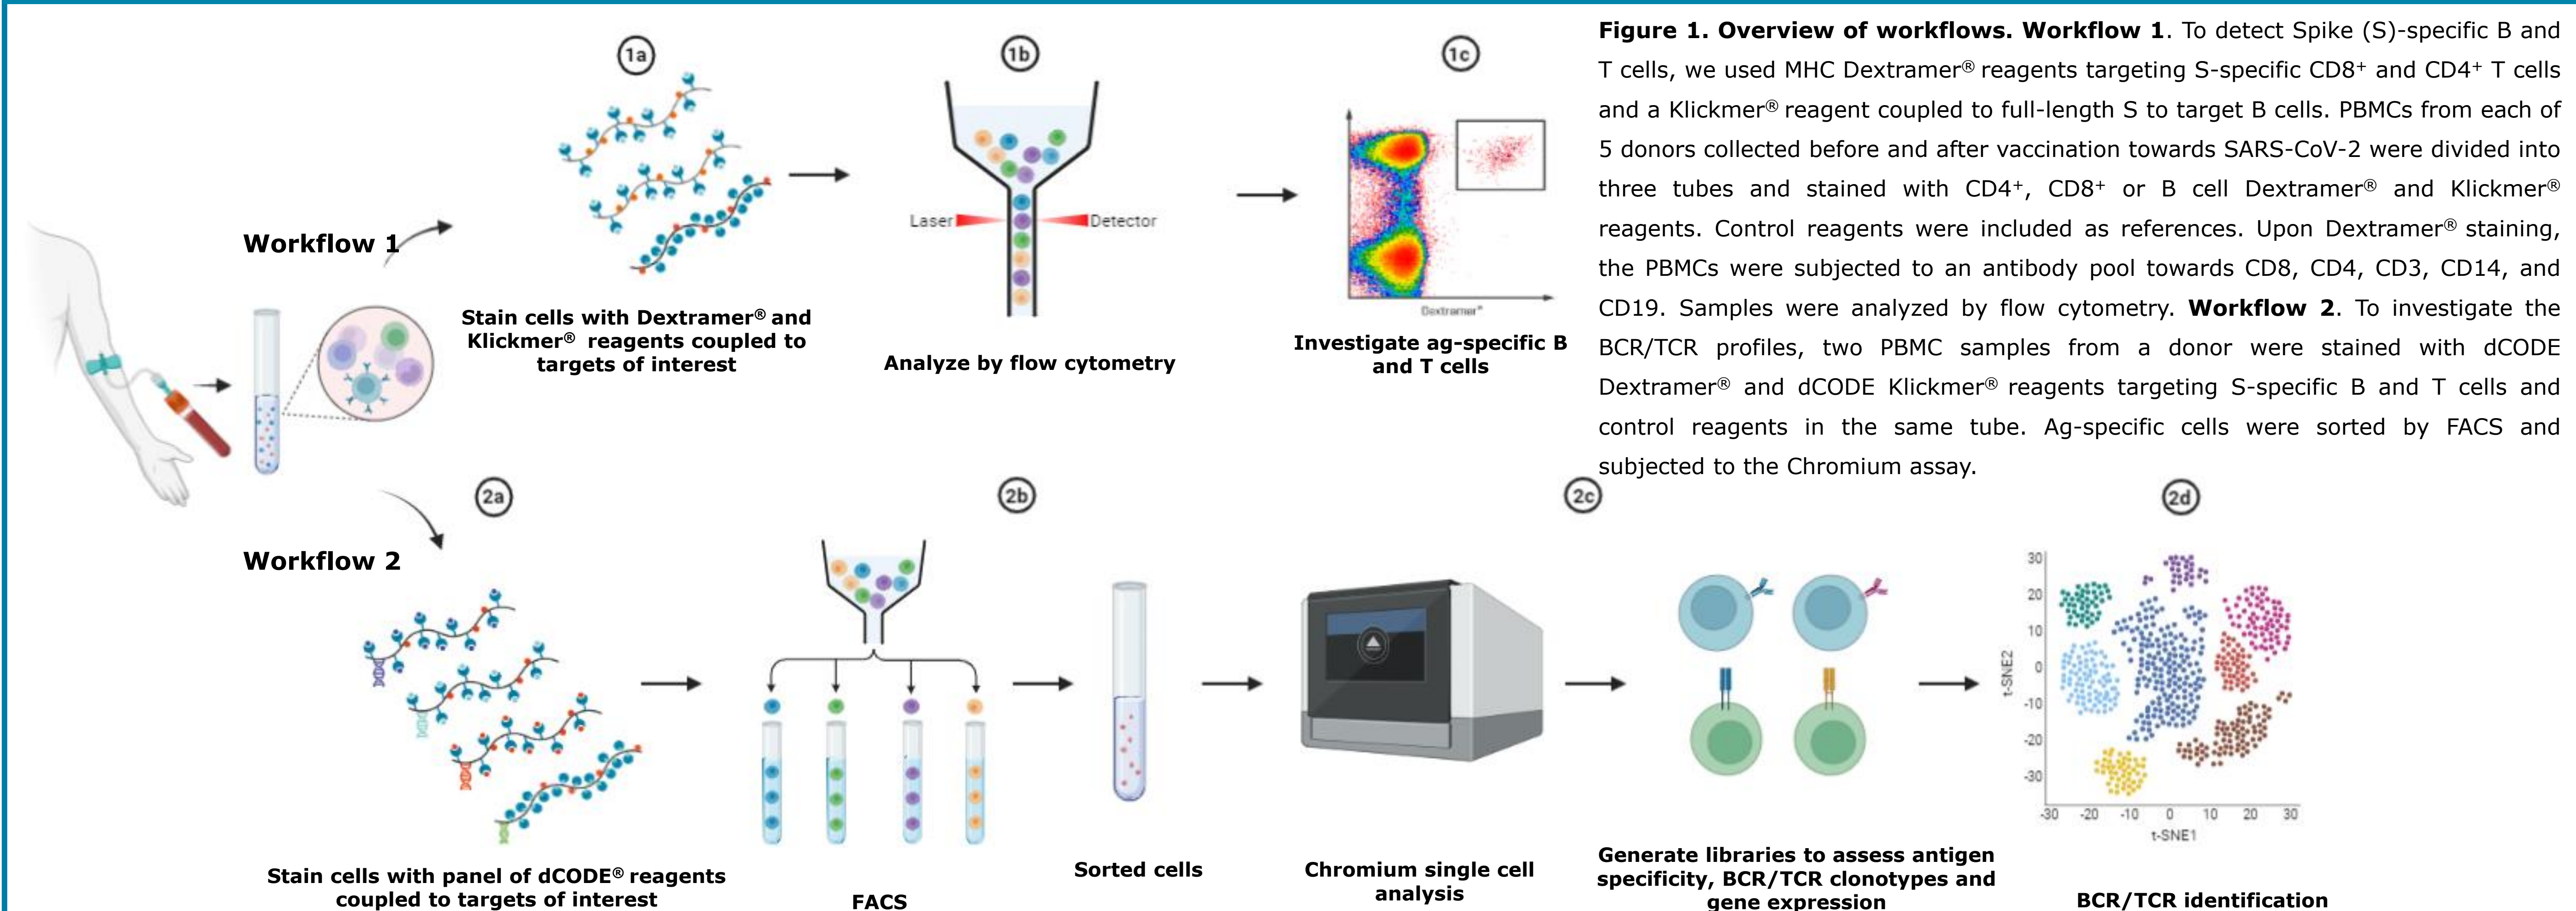 Figure 1. Overview of workflows. Workflow 1. To detect Spike (S)-specific B and
T cells, we used MHC Dextramer® reagents targeting S-specific CD8⁺ and CD4⁺ T cells
and a Klickmer® reagent coupled to full-length S to target B cells. PBMCs from each of
5 donors collected before and after vaccination towards SARS-CoV-2 were divided into
three tubes and stained with CD4⁺, CD8⁺ or B cell Dextramer® and Klickmer®
reagents. Control reagents were included as references. Upon Dextramer® staining,
the PBMCs were subjected to an antibody pool towards CD8, CD4, CD3, CD14, and
CD19. Samples were analyzed by flow cytometry. Workflow 2. To investigate the
BCR/TCR profiles, two PBMC samples from a donor were stained with dCODE
Dextramer® and dCODE Klickmer® reagents targeting S-specific B and T cells and
control reagents in the same tube. Ag-specific cells were sorted by FACS and
subjected to the Chromium assay.
Workflow 1
1a
Stain cells with Dextramer® and
Klickmer® reagents coupled to
targets of interest
1b
Laser
Detector
Analyze by flow cytometry
1c
Dextramer®
Investigate ag-specific B
and T cells
Workflow 2
2a
Stain cells with panel of dCODE® reagents
coupled to targets of interest
2b
FACS
Sorted cells
Chromium single cell
analysis
2c
Generate libraries to assess antigen
specificity, BCR/TCR clonotypes and
gene expression
2d
t-SNE2
30
20
10
0
-10
-20
-30
-30 -20 -10 0 10 20 30
t-SNE1
BCR/TCR identification